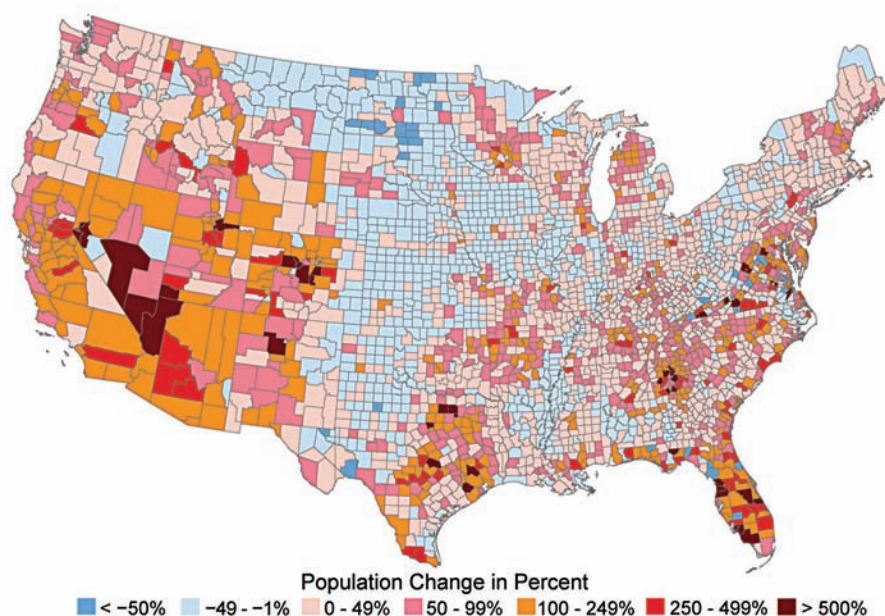 Population Change in Percent
< −50% −49 - −1% 0 - 49% 50 - 99% 100 - 249% 250 - 499% > 500%